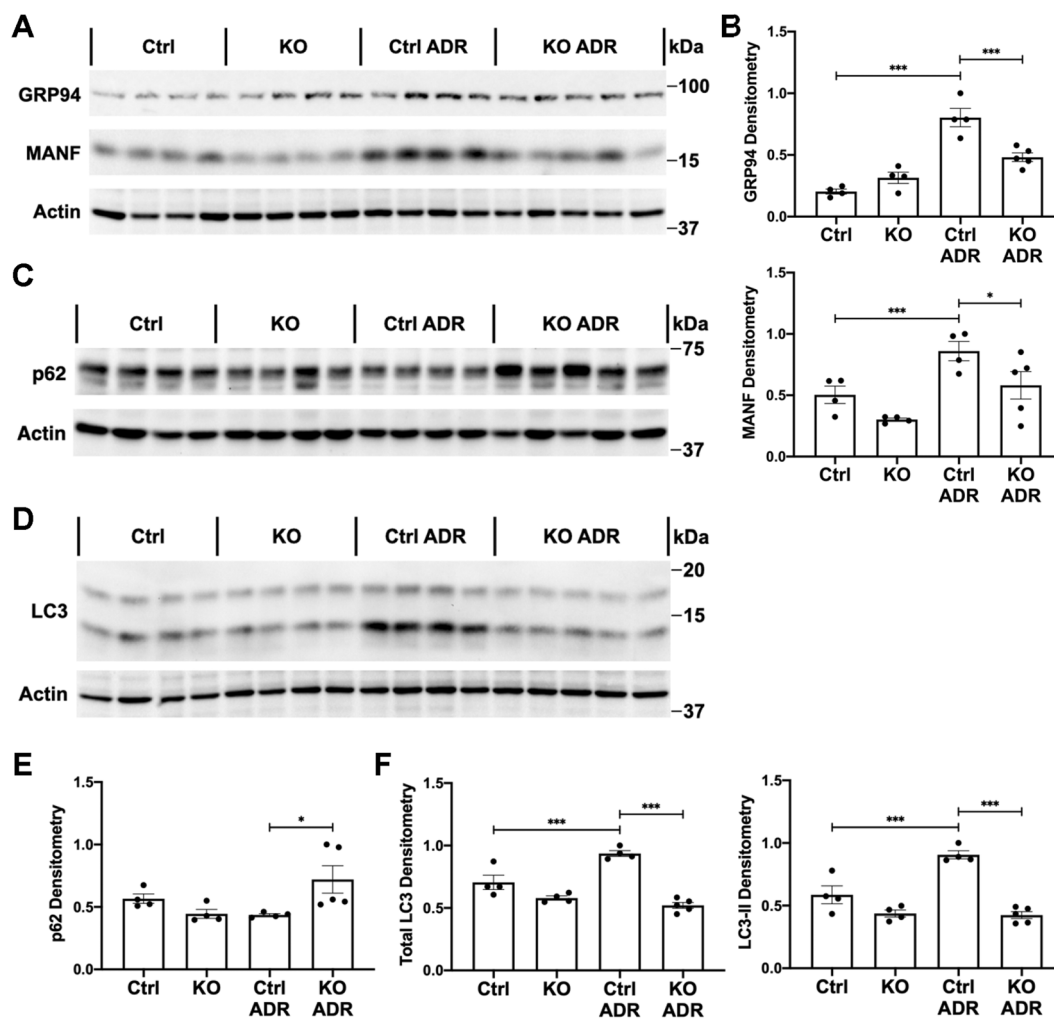 A
Ctrl KO Ctrl ADR KO ADR kDa
GRP94 100
MANF 15
Actin 37
B
GRP94 Densitometry
1.5
1.0
0.5
0.0
***
***
Ctrl KO Ctrl ADR KO ADR
MANF Densitometry
1.5
1.0
0.5
0.0
***
*
Ctrl KO Ctrl ADR KO ADR
C
Ctrl KO Ctrl ADR KO ADR kDa
p62 75
Actin 37
D
Ctrl KO Ctrl ADR KO ADR kDa
20
LC3 15
Actin 37
E
p62 Densitometry
1.5
1.0
0.5
0.0
*
Ctrl KO Ctrl ADR KO ADR
F
Total LC3 Densitometry
1.5
1.0
0.5
0.0
***
***
Ctrl KO Ctrl ADR KO ADR
LC3-II Densitometry
1.5
1.0
0.5
0.0
***
***
Ctrl KO Ctrl ADR KO ADR